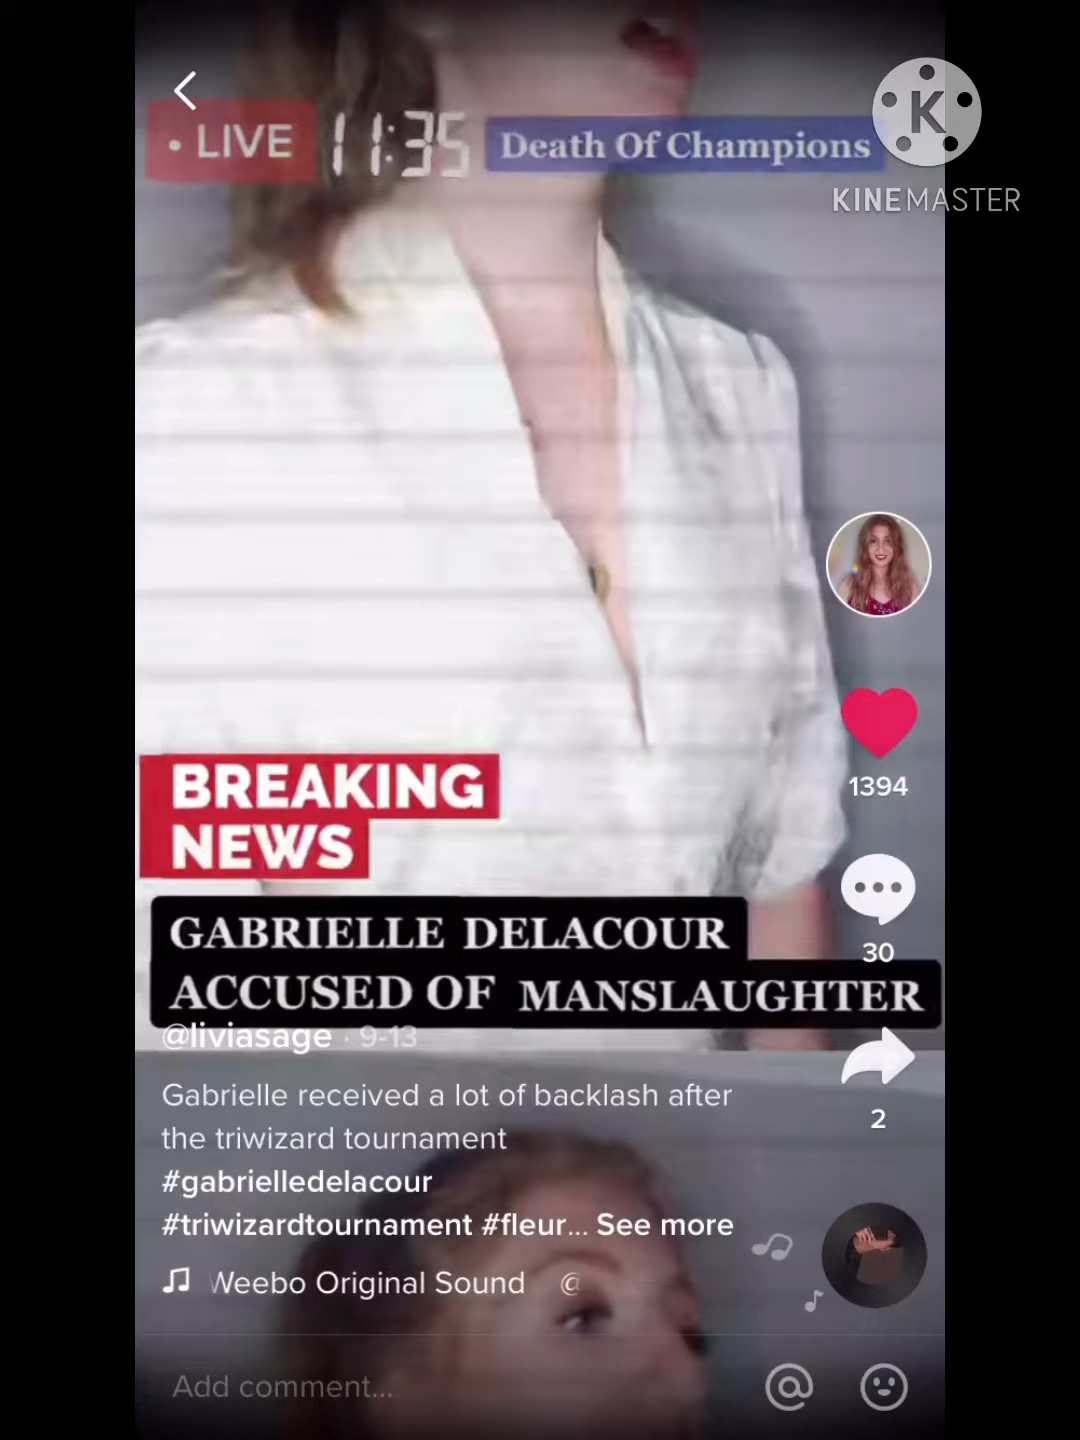 • LIVE 11:35 Death Of Champions
K
KINEMASTER
BREAKING
NEWS
GABRIELLE DELACOUR
ACCUSED OF MANSLAUGHTER
1394
30
2
@liviasage · 9-13
Gabrielle received a lot of backlash after
the triwizard tournament
#gabrielledelacour
#triwizardtournament #fleur... See more
Weebo Original Sound @
Add comment...